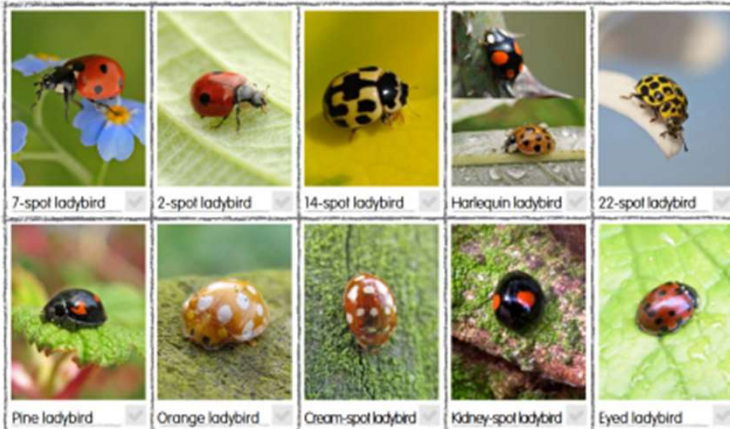 7-spot ladybird
2-spot ladybird
14-spot ladybird
Harlequin ladybird
22-spot ladybird
Pine ladybird
Orange ladybird
Cream-spot ladybird
Kidney-spot ladybird
Eyed ladybird